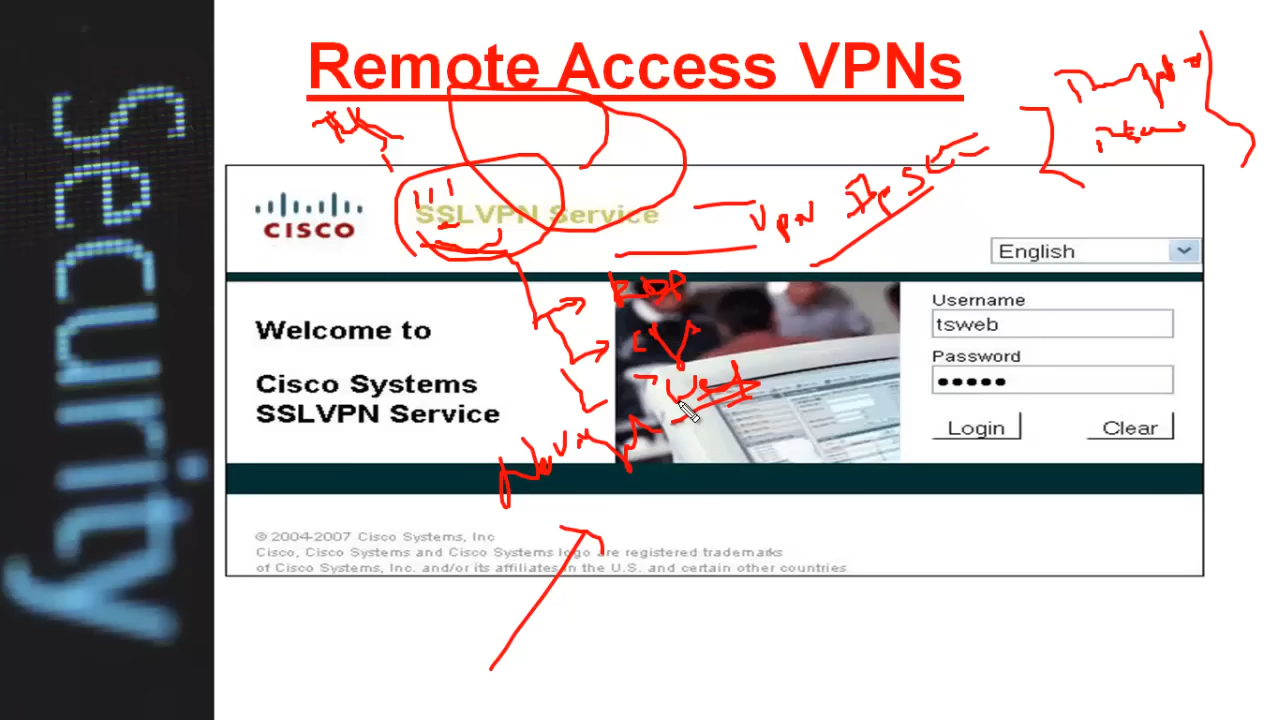 Security
Remote Access VPNs
CISCO
SSLVPN Service
VPN IPSEC
English
RDP
Username
tsweb
Welcome to
Password
Cisco Systems
SSLVPN Service
Login
Clear
© 2004-2007 Cisco Systems, Inc
Cisco, Cisco Systems and Cisco Systems logo are registered trademarks
of Cisco Systems, Inc. and/or its affiliates in the U.S. and certain other countries